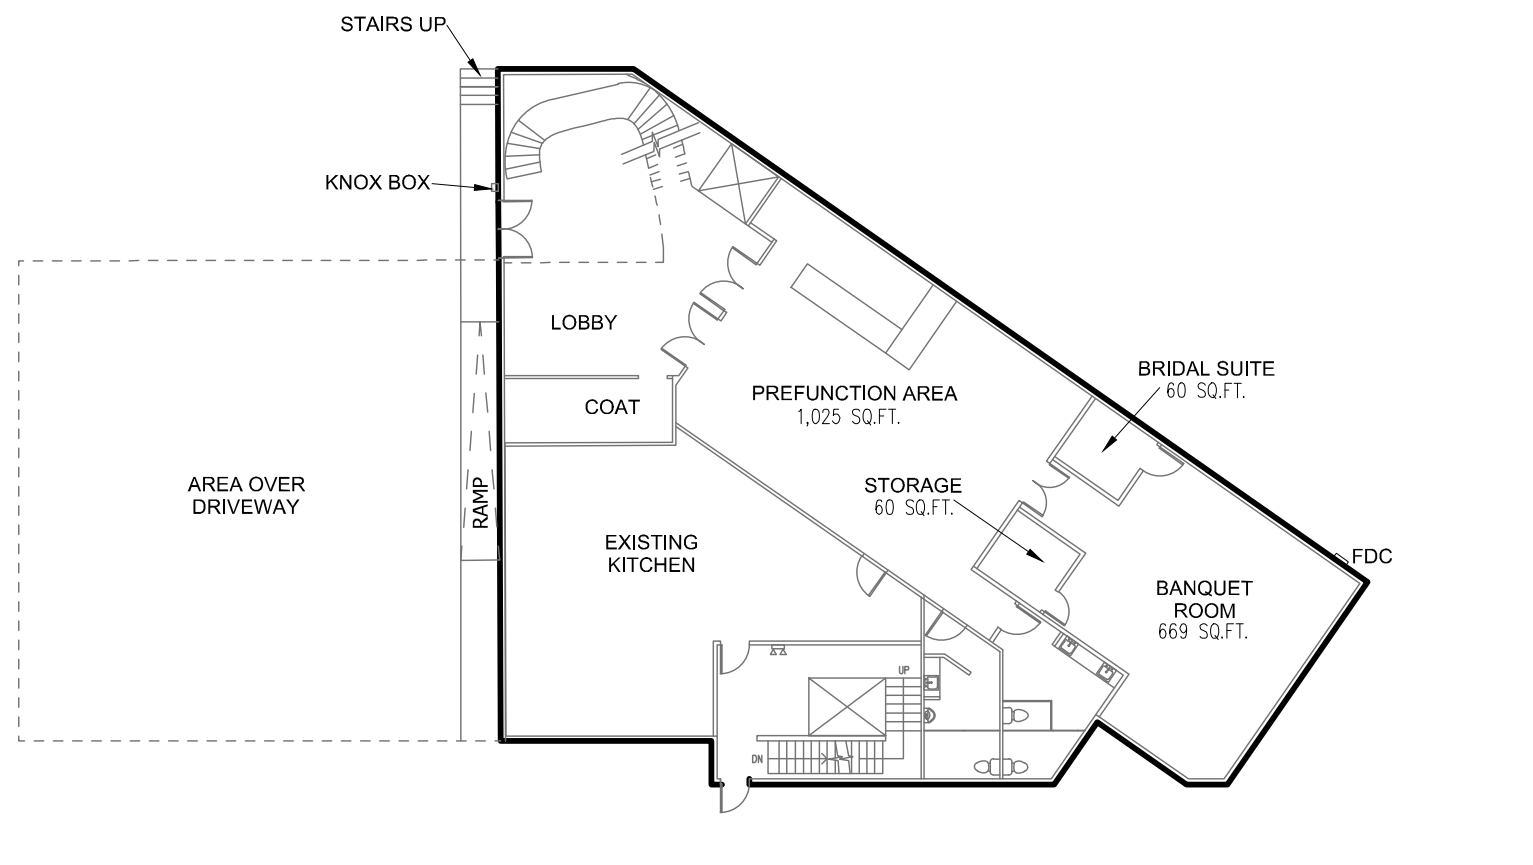 STAIRS UP
KNOX BOX
LOBBY
COAT
PREFUNCTION AREA
1,025 SQ.FT.
BRIDAL SUITE
60 SQ.FT.
AREA OVER
DRIVEWAY
RAMP
STORAGE
60 SQ.FT.
EXISTING
KITCHEN
FDC
BANQUET
ROOM
669 SQ.FT.
UP
DN